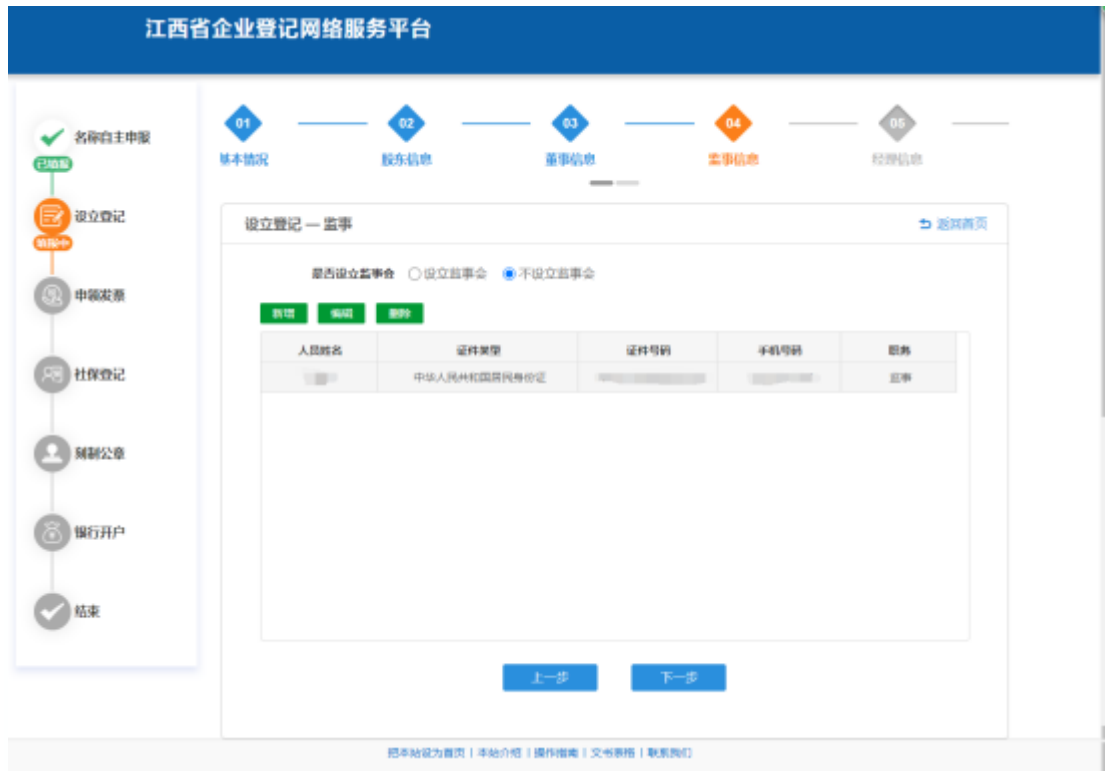 江西省企业登记网络服务平台
名称自主申报
已填报
设立登记
填报中
申领发票
社保登记
刻制公章
银行开户
结束
01 02 03 04 05
基本情况 股东信息 董事信息 监事信息 经理信息
设立登记 — 监事 返回首页
是否设立监事会 设立监事会 不设立监事会
新增 编辑 删除
人员姓名 证件类型 证件号码 手机号码 职务
中华人民共和国居民身份证 监事
上一步 下一步
把本站设为首页 | 本站介绍 | 操作指南 | 文书表格 | 联系我们